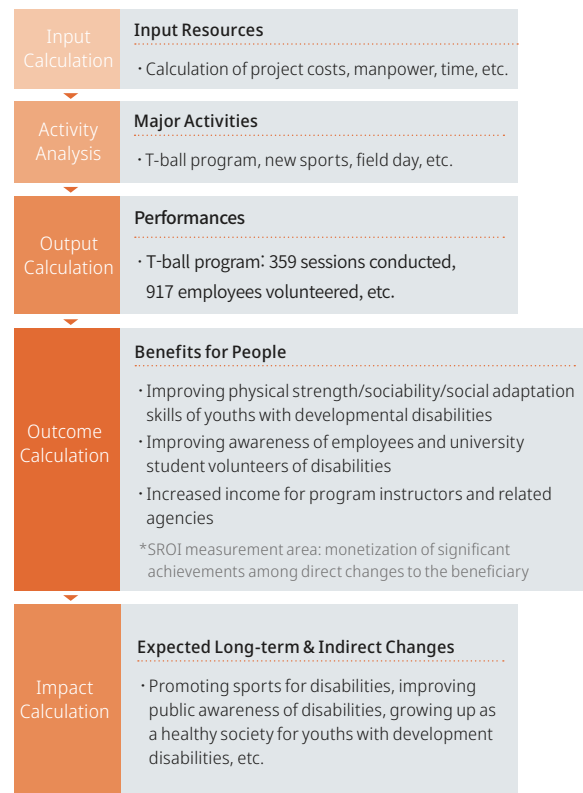 Input
Calculation
Input Resources
· Calculation of project costs, manpower, time, etc.
Activity
Analysis
Major Activities
· T-ball program, new sports, field day, etc.
Output
Calculation
Performances
· T-ball program: 359 sessions conducted,
917 employees volunteered, etc.
Outcome
Calculation
Benefits for People
· Improving physical strength/sociability/social adaptation
skills of youths with developmental disabilities
· Improving awareness of employees and university
student volunteers of disabilities
· Increased income for program instructors and related
agencies
*SROI measurement area: monetization of significant
achievements among direct changes to the beneficiary
Impact
Calculation
Expected Long-term & Indirect Changes
· Promoting sports for disabilities, improving
public awareness of disabilities, growing up as
a healthy society for youths with development
disabilities, etc.